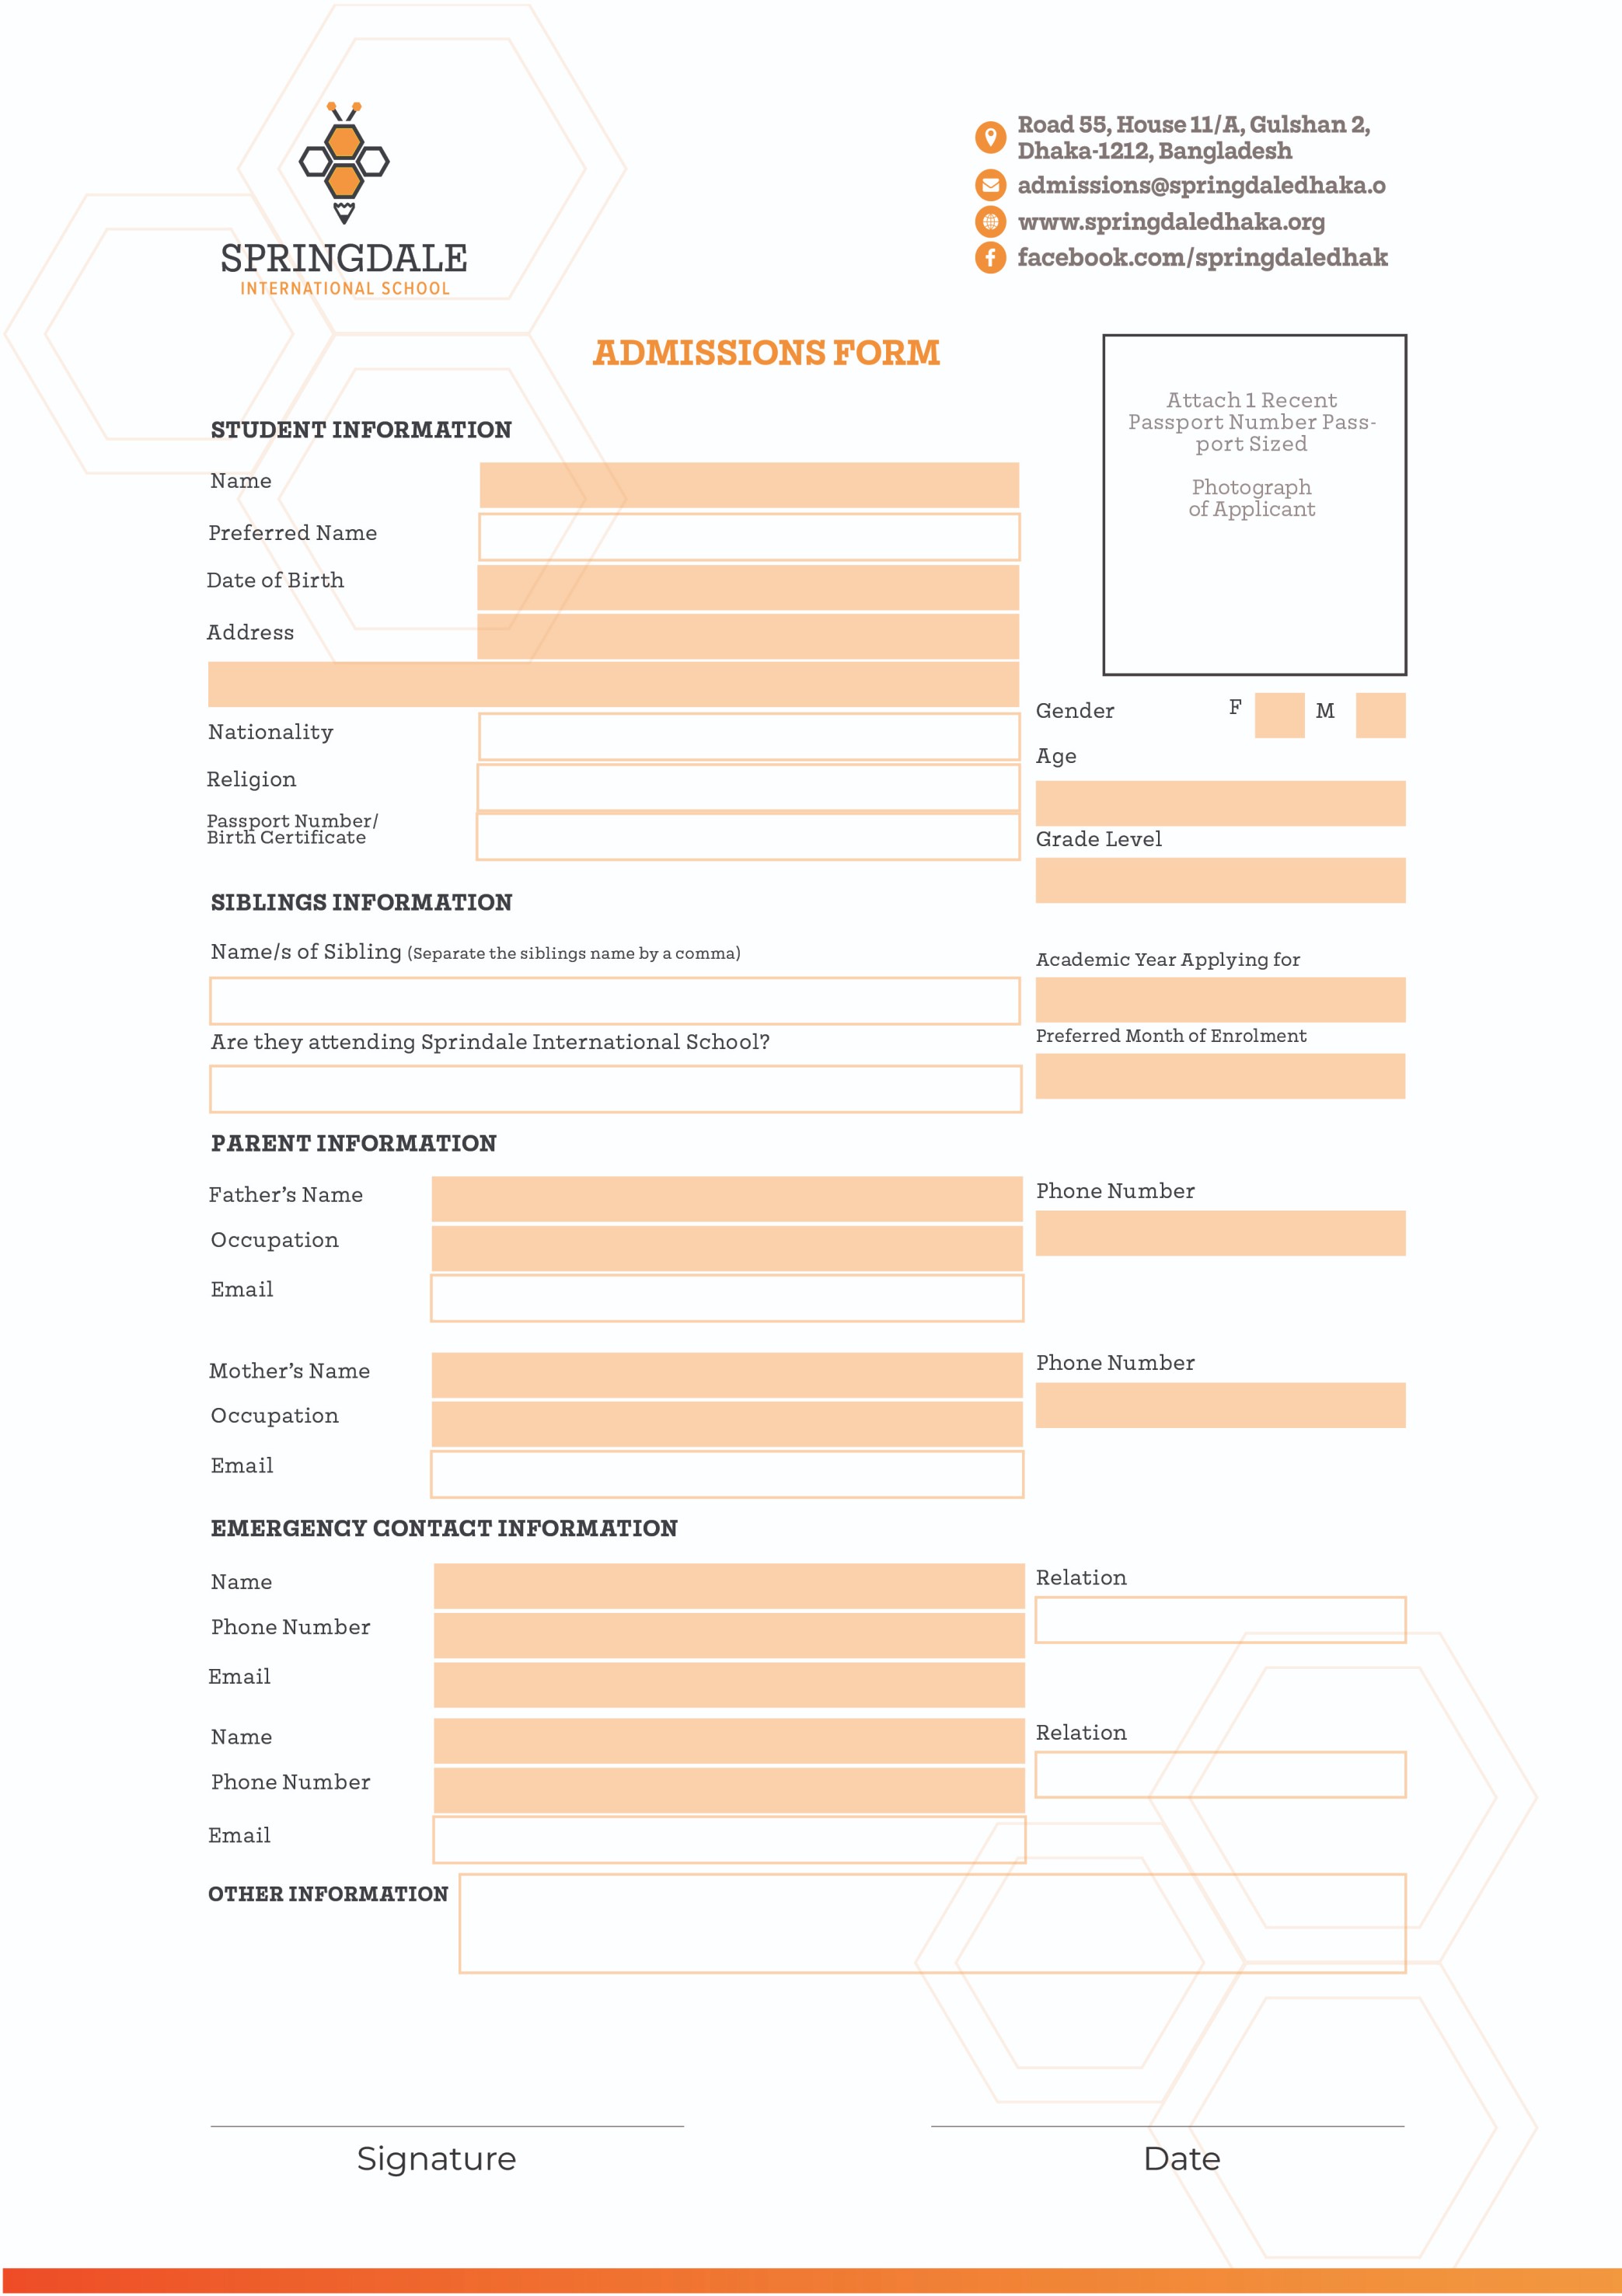 SPRINGDALE
INTERNATIONAL SCHOOL
Road 55, House 11/A, Gulshan 2,
Dhaka-1212, Bangladesh
admissions@springdaledhaka.o
www.springdaledhaka.org
facebook.com/springdaledhak
ADMISSIONS FORM
Attach 1 Recent
Passport Number Pass-
port Sized
Photograph
of Applicant
STUDENT INFORMATION
Name
Preferred Name
Date of Birth
Address
Nationality
Religion
Passport Number/
Birth Certificate
Gender F M
Age
Grade Level
SIBLINGS INFORMATION
Name/s of Sibling (Separate the siblings name by a comma)
Are they attending Sprindale International School?
Academic Year Applying for
Preferred Month of Enrolment
PARENT INFORMATION
Father's Name
Phone Number
Occupation
Email
Mother's Name
Phone Number
Occupation
Email
EMERGENCY CONTACT INFORMATION
Name
Relation
Phone Number
Email
Name
Relation
Phone Number
Email
OTHER INFORMATION
Signature
Date